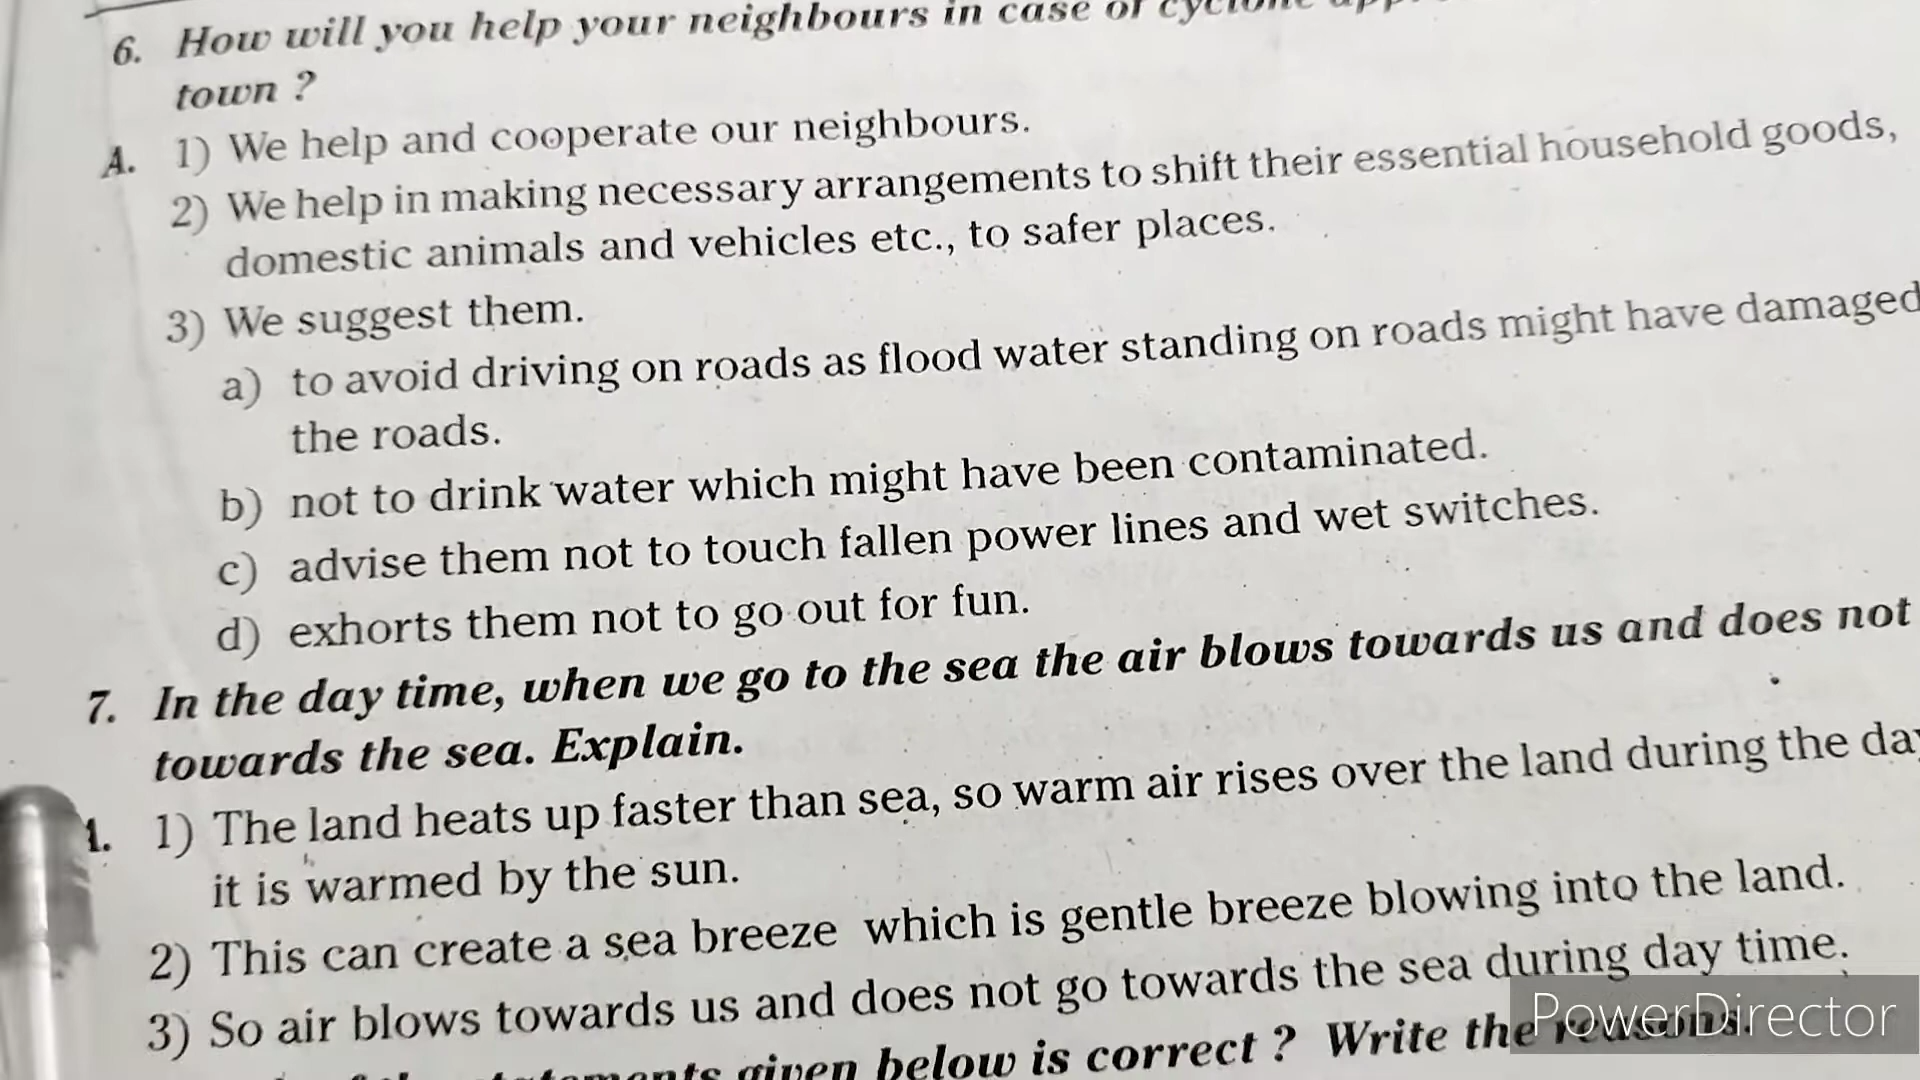 6. How will you help your neighbours in case of cyclone
town ?
A. 1) We help and cooperate our neighbours.
2) We help in making necessary arrangements to shift their essential household goods,
domestic animals and vehicles etc., to safer places.
3) We suggest them.
a) to avoid driving on roads as flood water standing on roads might have damaged
the roads.
b) not to drink water which might have been contaminated.
c) advise them not to touch fallen power lines and wet switches.
d) exhorts them not to go out for fun.
7. In the day time, when we go to the sea the air blows towards us and does not
towards the sea. Explain.
1) The land heats up faster than sea, so warm air rises over the land during the day
it is warmed by the sun.
2) This can create a sea breeze which is gentle breeze blowing into the land.
3) So air blows towards us and does not go towards the sea during day time.
statements given below is correct ? Write the reasons.
PowerDirector